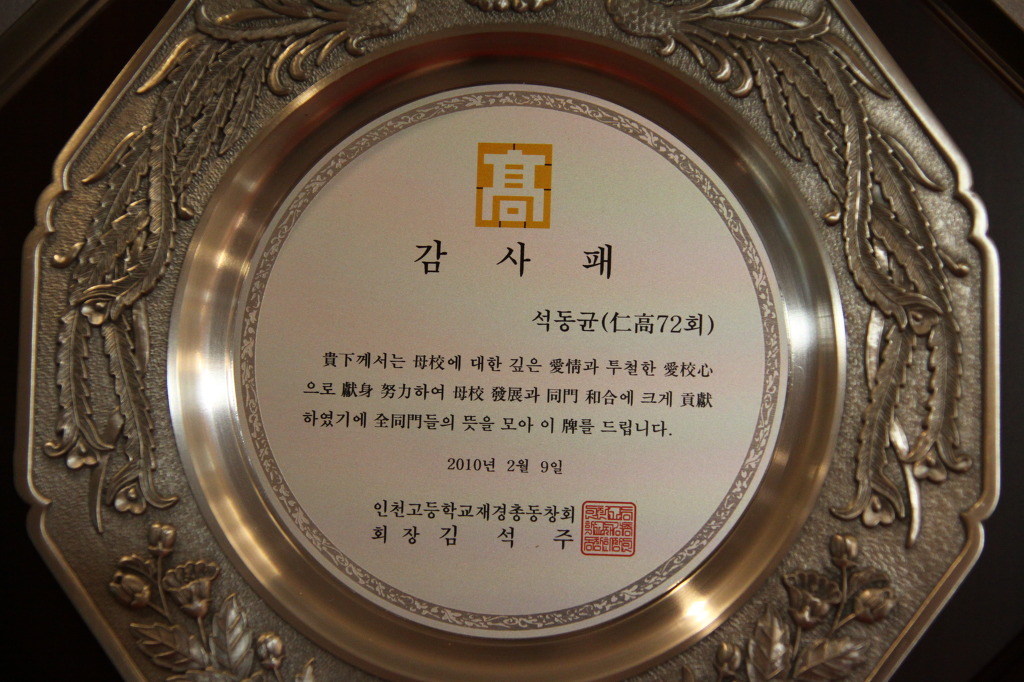 高
감 사 패
석동균(仁高72회)
貴下께서는 母校에 대한 깊은 愛情과 투철한 愛校心
으로 獻身 努力하여 母校 發展과 同門 和合에 크게 貢獻
하였기에 全同門들의 뜻을 모아 이 牌를 드립니다.
2010년 2월 9일
인천고등학교재경총동창회
회 장 김 석 주